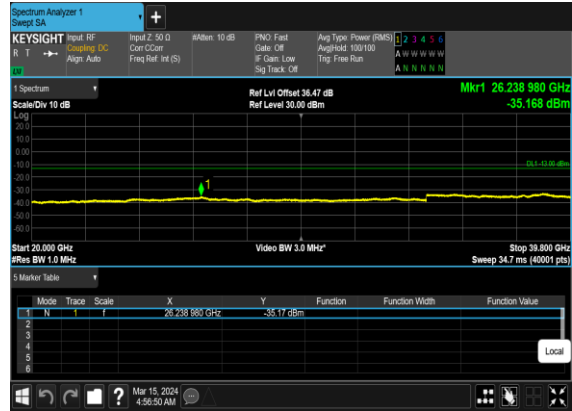 Spectrum Analyzer 1
Swept SA
+
KEYSIGHT Input: RF Input Z: 50 Ω #Atten: 10 dB PNO: Fast Avg Type: Power (RMS) 1 2 3 4 5 6
R T Coupling: DC Corr CCorr Gate: Off Avg|Hold: 100/100 A W W W W W
Align: Auto Freq Ref: Int (S) IF Gain: Low Trig: Free Run
Sig Track: Off A N N N N N
1 Spectrum Ref Lvl Offset 36.47 dB Mkr1 26.238 980 GHz
Scale/Div 10 dB Ref Level 30.00 dBm -35.168 dBm
Log
20.0
10.0
0.00
-10.0 DL1 -13.00 dBm
-20.0
-30.0 1
-40.0
-50.0
-60.0
Start 20.000 GHz Video BW 3.0 MHz* Stop 39.800 GHz
#Res BW 1.0 MHz Sweep 34.7 ms (40001 pts)
5 Marker Table
Mode Trace Scale X Y Function Function Width Function Value
1 N 1 f 26.238 980 GHz -35.17 dBm
2
3
4
5
6
Local
? Mar 15, 2024
4:56:50 AM